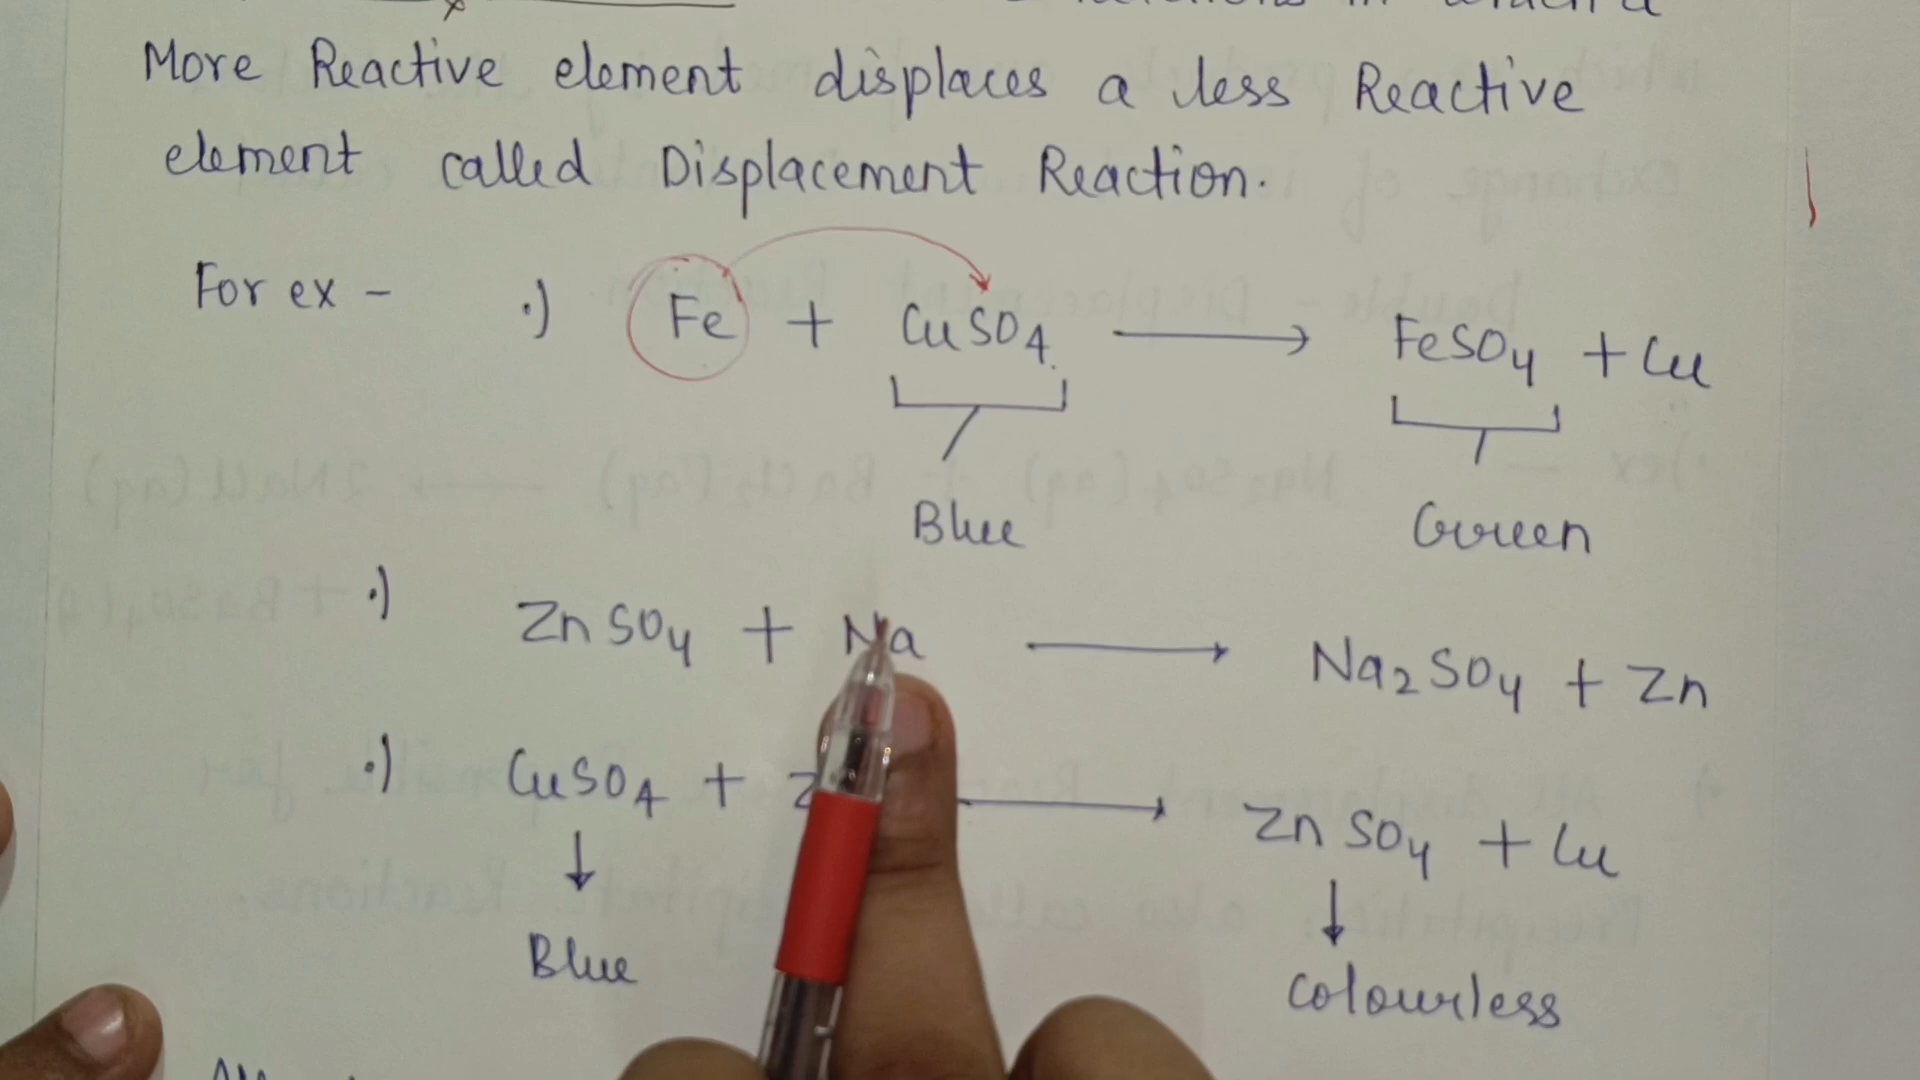 More Reactive element displaces a less Reactive
element called Displacement Reaction.
For ex - •) Fe + CuSO4 ⟶ FeSO4 + Cu
Blue Green
•) ZnSO4 + Na ⟶ Na2SO4 + Zn
•) CuSO4 + ⟶ ZnSO4 + Cu
Blue
colourless